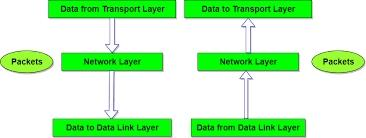 Data from Transport Layer
Data to Transport Layer
Packets
Network Layer
Network Layer
Packets
Data to Data Link Layer
Data from Data Link Layer